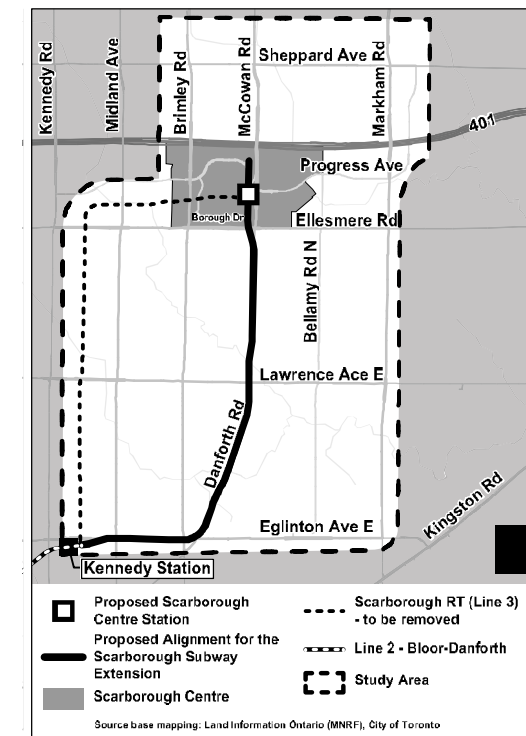 Kennedy Rd
Midland Ave
Brimley Rd
McCowan Rd
Sheppard Ave
Markham Rd
401
Progress Ave
Borough Dr
Ellesmere Rd
Bellamy Rd N
Lawrence Ace E
Danforth Rd
Eglinton Ave E
Kingston Rd
Kennedy Station
Proposed Scarborough
Centre Station
Proposed Alignment for the
Scarborough Subway
Extension
Scarborough Centre
Scarborough RT (Line 3)
- to be removed
Line 2 - Bloor-Danforth
Study Area
Source base mapping: Land Information Ontario (MNRF), City of Toronto